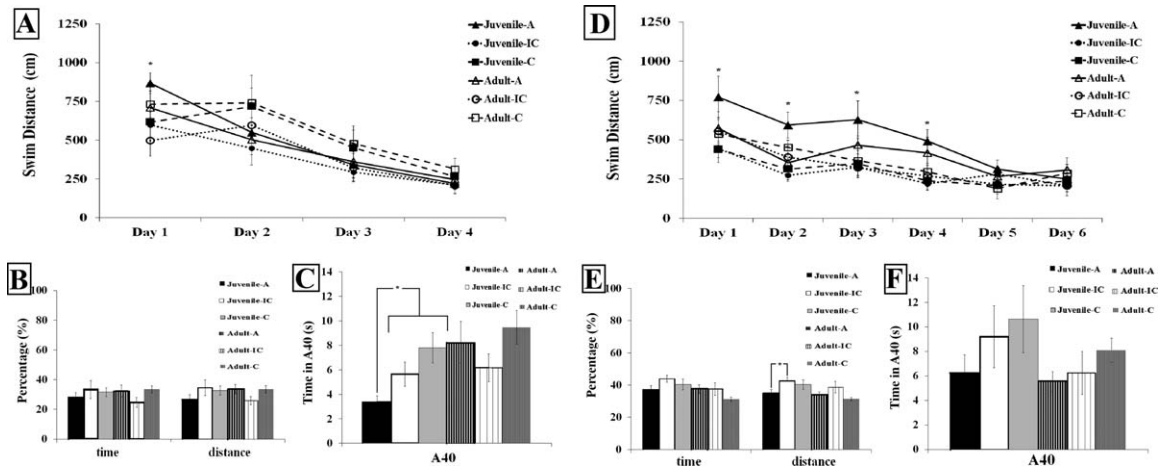 A
Swim Distance (cm)
1250
1000
750
500
250
0
*
Juvenile-A
Juvenile-IC
Juvenile-C
Adult-A
Adult-IC
Adult-C
Day 1
Day 2
Day 3
Day 4
D
Swim Distance (cm)
1250
1000
750
500
250
0
*
*
*
*
Juvenile-A
Juvenile-IC
Juvenile-C
Adult-A
Adult-IC
Adult-C
Day 1
Day 2
Day 3
Day 4
Day 5
Day 6
B
Percentage (%)
100
80
60
40
20
0
Juvenile-A
Juvenile-IC
Juvenile-C
Adult-A
Adult-IC
Adult-C
time
distance
C
Time in A40 (s)
14
12
10
8
6
4
2
0
Juvenile-A
Adult-A
Juvenile-IC
Adult-IC
Juvenile-C
Adult-C
*
A40
E
Percentage (%)
100
80
60
40
20
0
Juvenile-A
Juvenile-IC
Juvenile-C
Adult-A
Adult-IC
Adult-C
*
time
distance
F
Time in A40 (s)
14
12
10
8
6
4
2
0
Juvenile-A
Adult-A
Juvenile-IC
Adult-IC
Juvenile-C
Adult-C
A40